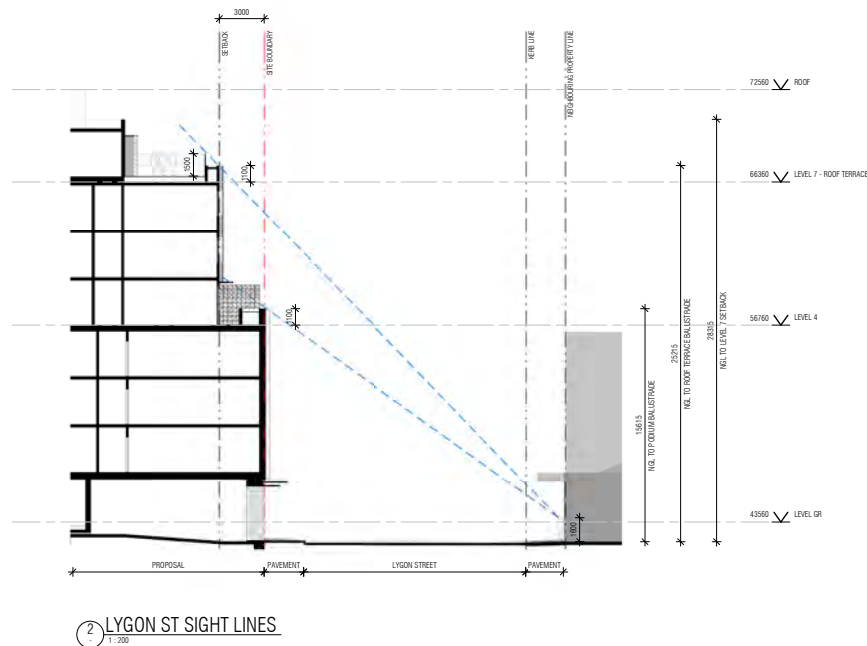 3000
SETBACK
SITE BOUNDARY
KERB LINE
NEIGHBOURING PROPERTY LINE
72560 ROOF
1500
1100
66360 LEVEL 7 - ROOF TERRACE
1100
56760 LEVEL 4
15615
NGL TO PODIUM BALUSTRADE
25215
NGL TO ROOF TERRACE BALUSTRADE
28315
NGL TO LEVEL 7 SETBACK
1600
43560 LEVEL GR
PROPOSAL
PAVEMENT
LYGON STREET
PAVEMENT
2
-
LYGON ST SIGHT LINES
1 : 200